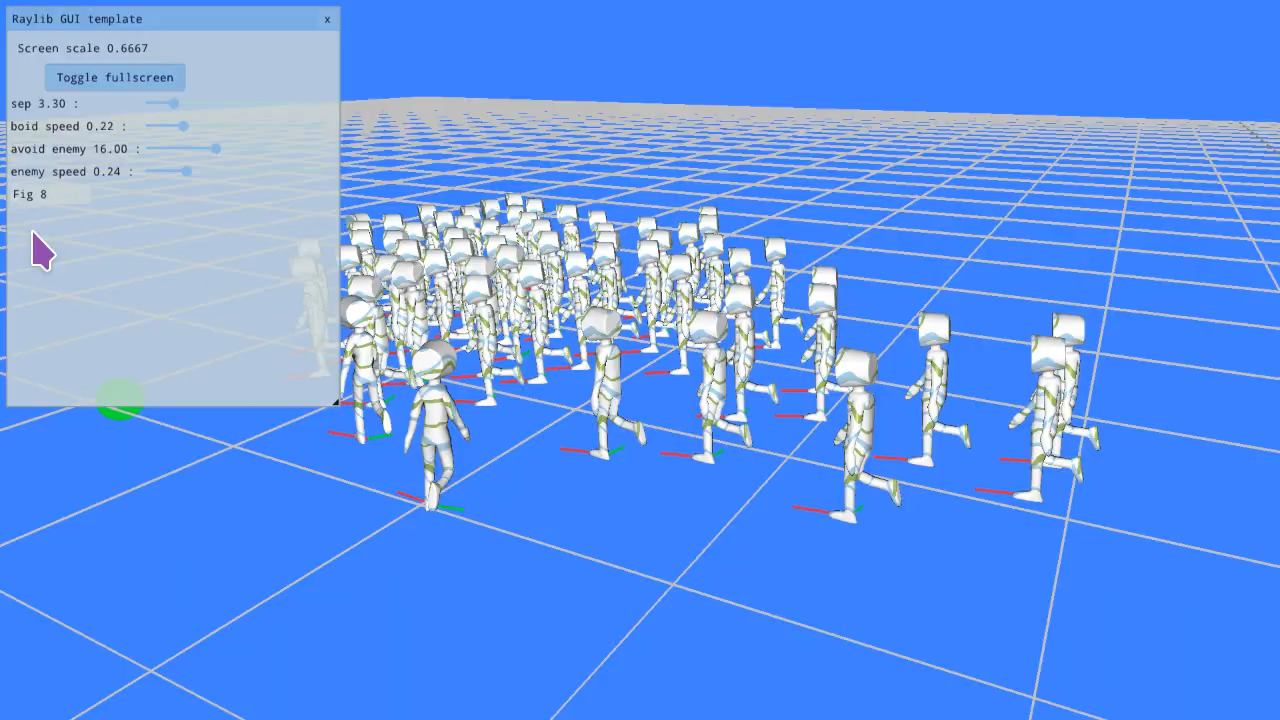 Raylib GUI template x
Screen scale 0.6667
Toggle fullscreen
sep 3.30 :
boid speed 0.22 :
avoid enemy 16.00 :
enemy speed 0.24 :
Fig 8